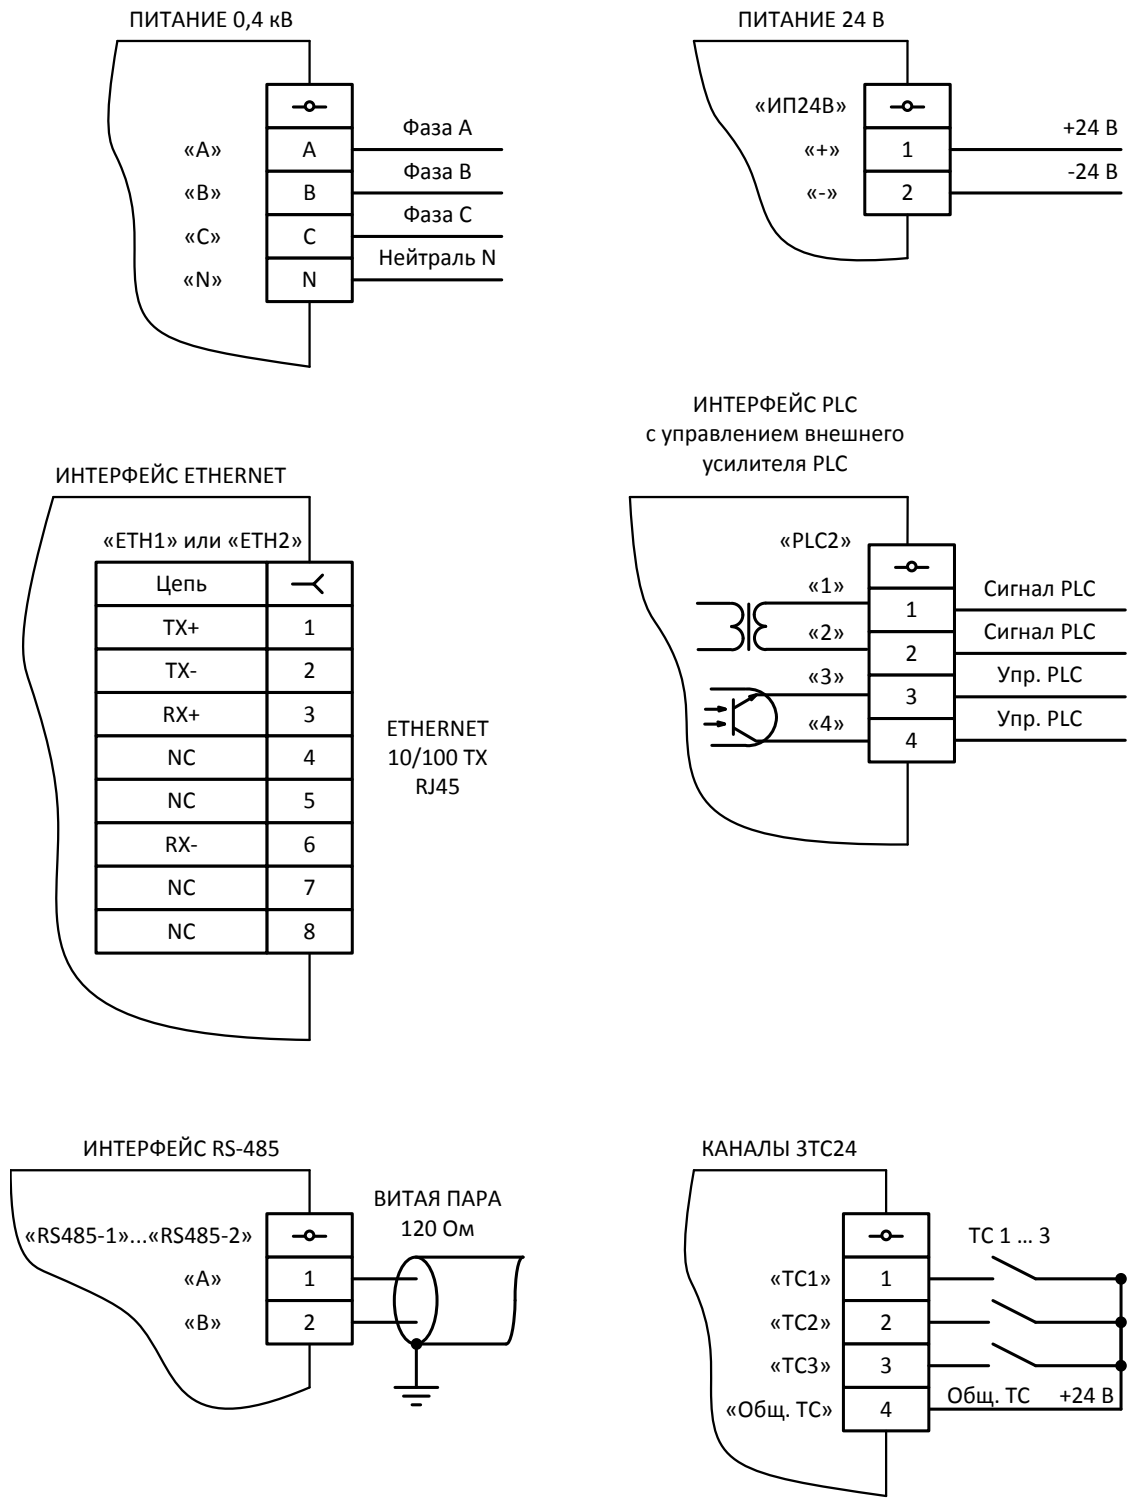 ПИТАНИЕ 0,4 кВ
«A» A Фаза A
«B» B Фаза B
«C» C Фаза C
«N» N Нейтраль N
ПИТАНИЕ 24 В
«ИП24В»
«+» 1 +24 В
«-» 2 -24 В
ИНТЕРФЕЙС ETHERNET
«ETH1» или «ETH2»
Цепь
TX+ 1
TX- 2
RX+ 3
NC 4
NC 5
RX- 6
NC 7
NC 8
ETHERNET
10/100 TX
RJ45
ИНТЕРФЕЙС PLC
с управлением внешнего
усилителя PLC
«PLC2»
«1» 1 Сигнал PLC
«2» 2 Сигнал PLC
«3» 3 Упр. PLC
«4» 4 Упр. PLC
ИНТЕРФЕЙС RS-485
«RS485-1»...«RS485-2»
«A» 1
«B» 2
ВИТАЯ ПАРА
120 Ом
КАНАЛЫ 3ТС24
ТС 1 ... 3
«ТС1» 1
«ТС2» 2
«ТС3» 3
«Общ. ТС» 4 Общ. ТС +24 В